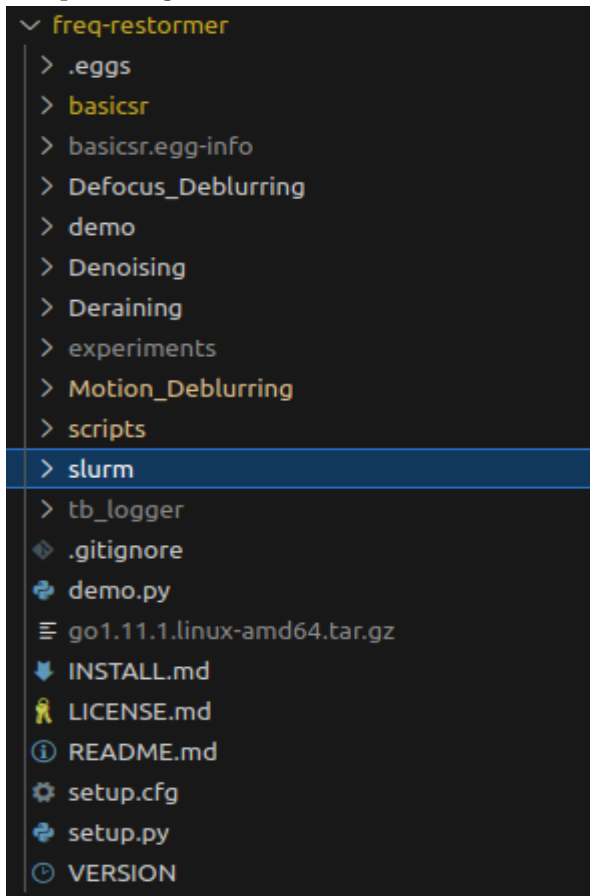 freq-restormer
.eggs
basicsr
basicsr.egg-info
Defocus_Deblurring
demo
Denoising
Deraining
experiments
Motion_Deblurring
scripts
slurm
tb_logger
.gitignore
demo.py
go1.11.1.linux-amd64.tar.gz
INSTALL.md
LICENSE.md
README.md
setup.cfg
setup.py
VERSION